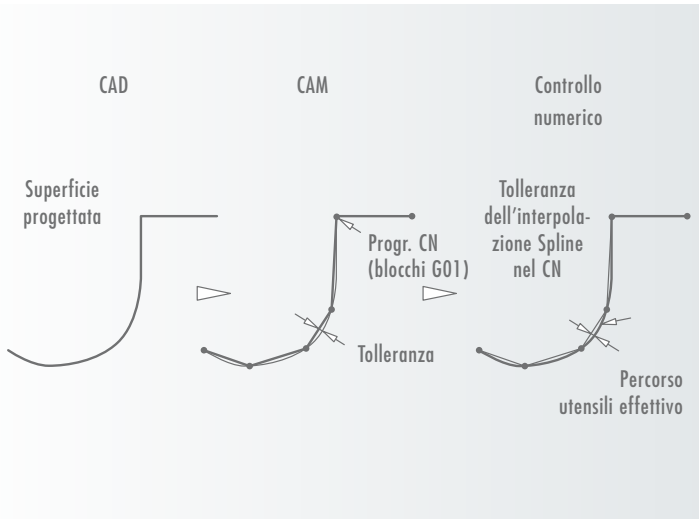 CAD
CAM
Controllo
numerico
Superficie
progettata
Progr. CN
(blocchi G01)
Tolleranza
Tolleranza
dell'interpola-
zione Spline
nel CN
Percorso
utensili effettivo